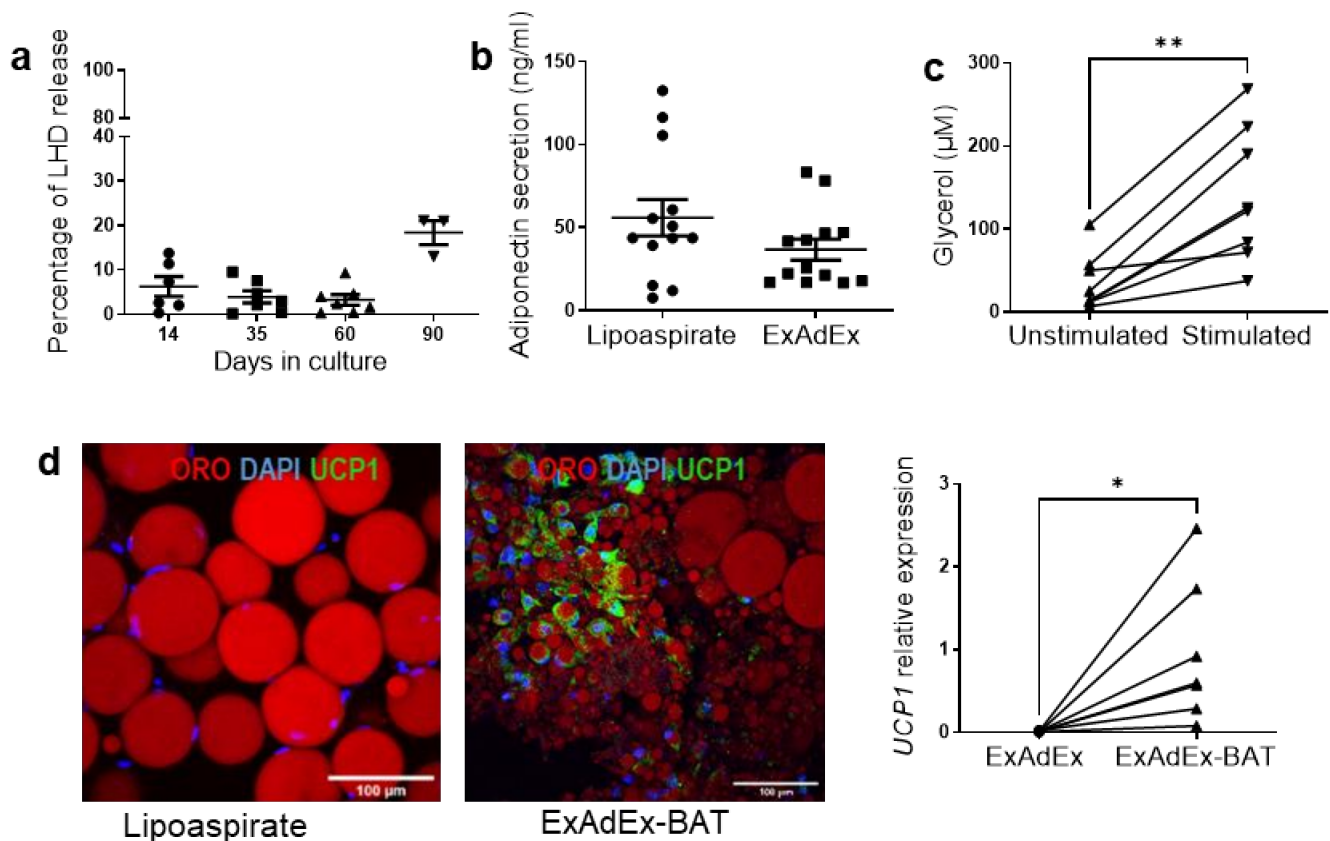 a
Percentage of LHD release
100
80
40
30
20
10
0
14
35
60
90
Days in culture
b
Adiponectin secretion (ng/ml)
150
100
50
0
Lipoaspirate
ExAdEx
c
**
Glycerol (µM)
300
200
100
0
Unstimulated
Stimulated
d
ORO DAPI UCP1
100 µm
Lipoaspirate
ORO DAPI UCP1
100 µm
ExAdEx-BAT
*
UCP1 relative expression
3
2
1
0
ExAdEx
ExAdEx-BAT